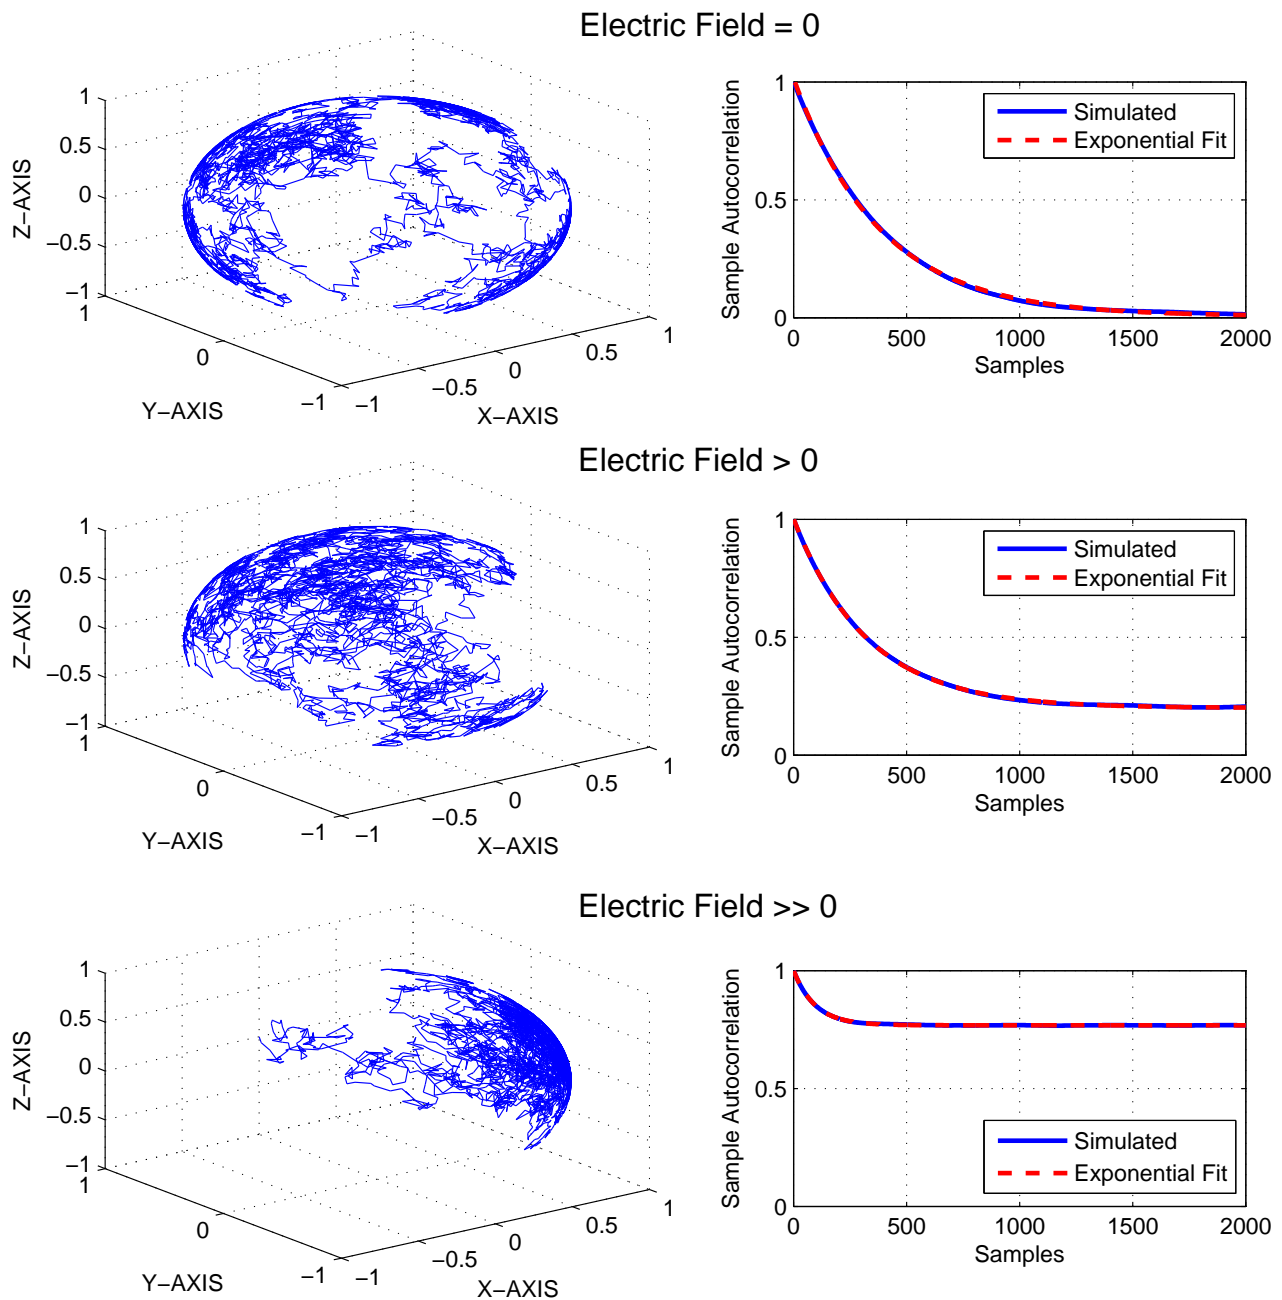 Electric Field = 0
1
0.5
0
−0.5
−1
Z−AXIS
1
0
−1
Y−AXIS
−1
−0.5
0
0.5
1
X−AXIS
1
0.5
0
Sample Autocorrelation
Simulated
Exponential Fit
0
500
1000
1500
2000
Samples
Electric Field > 0
1
0.5
0
−0.5
−1
Z−AXIS
1
0
−1
Y−AXIS
−1
−0.5
0
0.5
1
X−AXIS
1
0.5
0
Sample Autocorrelation
Simulated
Exponential Fit
0
500
1000
1500
2000
Samples
Electric Field >> 0
1
0.5
0
−0.5
−1
Z−AXIS
1
0
−1
Y−AXIS
−1
−0.5
0
0.5
1
X−AXIS
1
0.5
0
Sample Autocorrelation
Simulated
Exponential Fit
0
500
1000
1500
2000
Samples